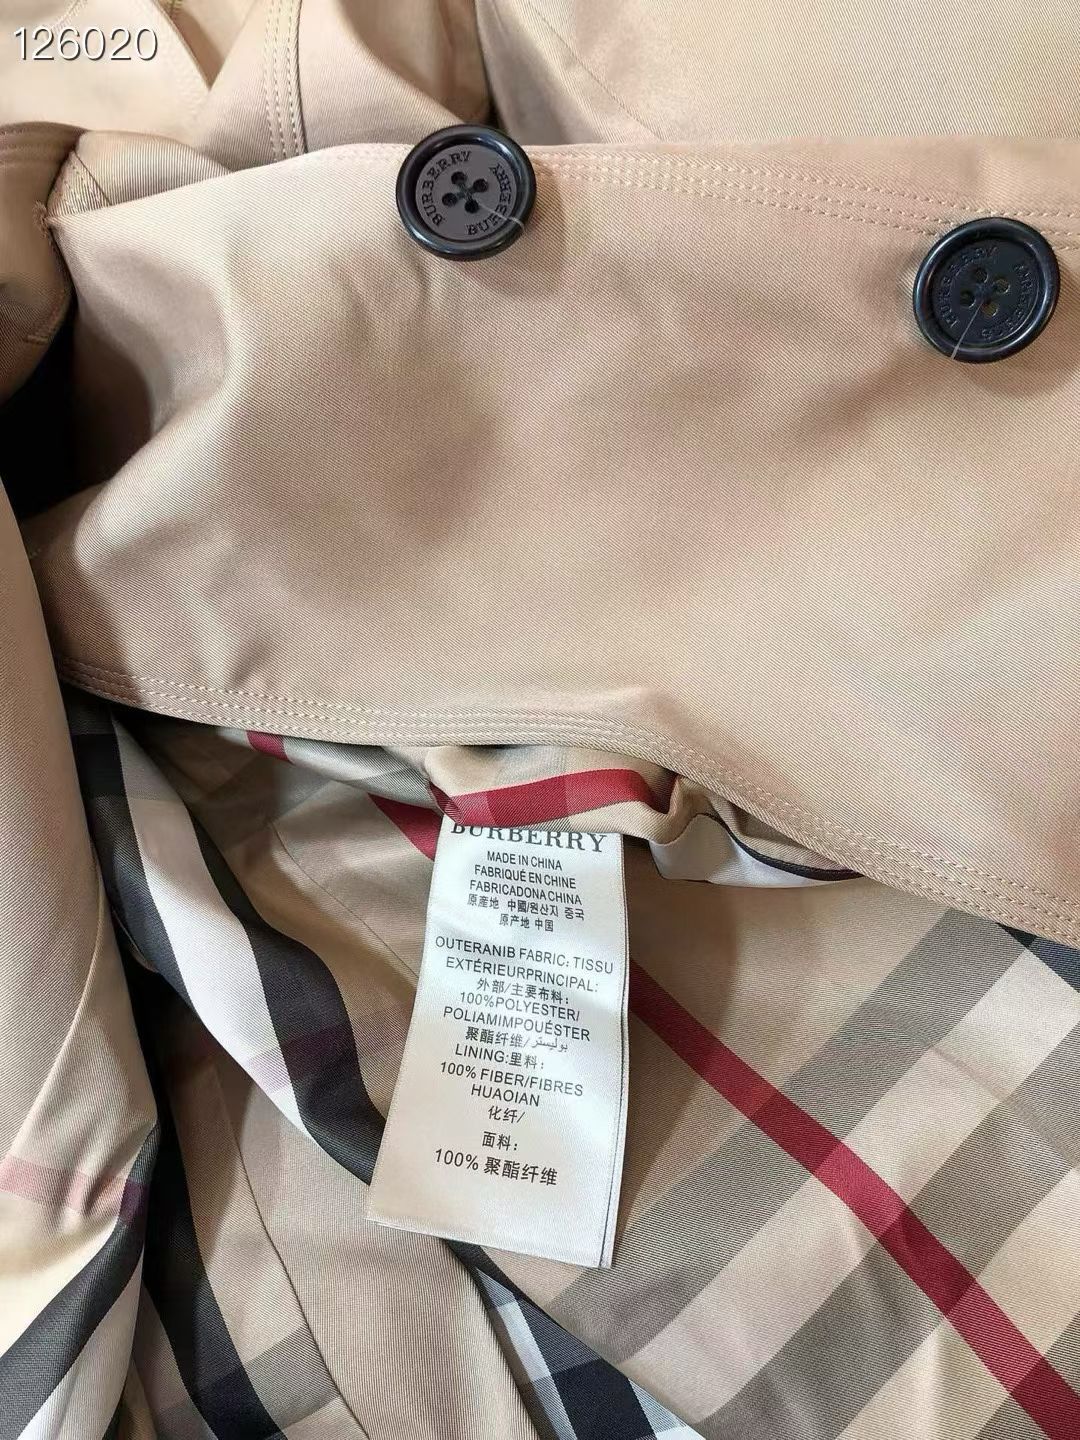 126020
BURBERRY BURBERRY
BURBERRY BURBERRY
BURBERRY
MADE IN CHINA
FABRIQUÉ EN CHINE
FABRICADONA CHINA
原產地 中國/원산지 중국
原产地 中国
OUTERANIB FABRIC: TISSU
EXTÉRIEURPRINCIPAL:
外部/主要布料:
100%POLYESTER/
POLIAMIMPOUÉSTER
聚酯纤维/بوليستر
LINING:里料:
100% FIBER/FIBRES
HUAOIAN
化纤/
面料:
100% 聚酯纤维